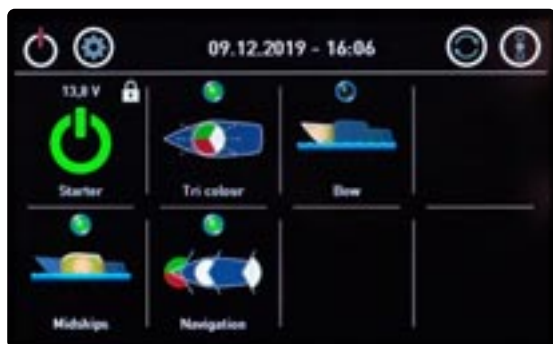 09.12.2019 - 16:06
13,8 V
Starter
Tri colour
Bow
Midships
Navigation